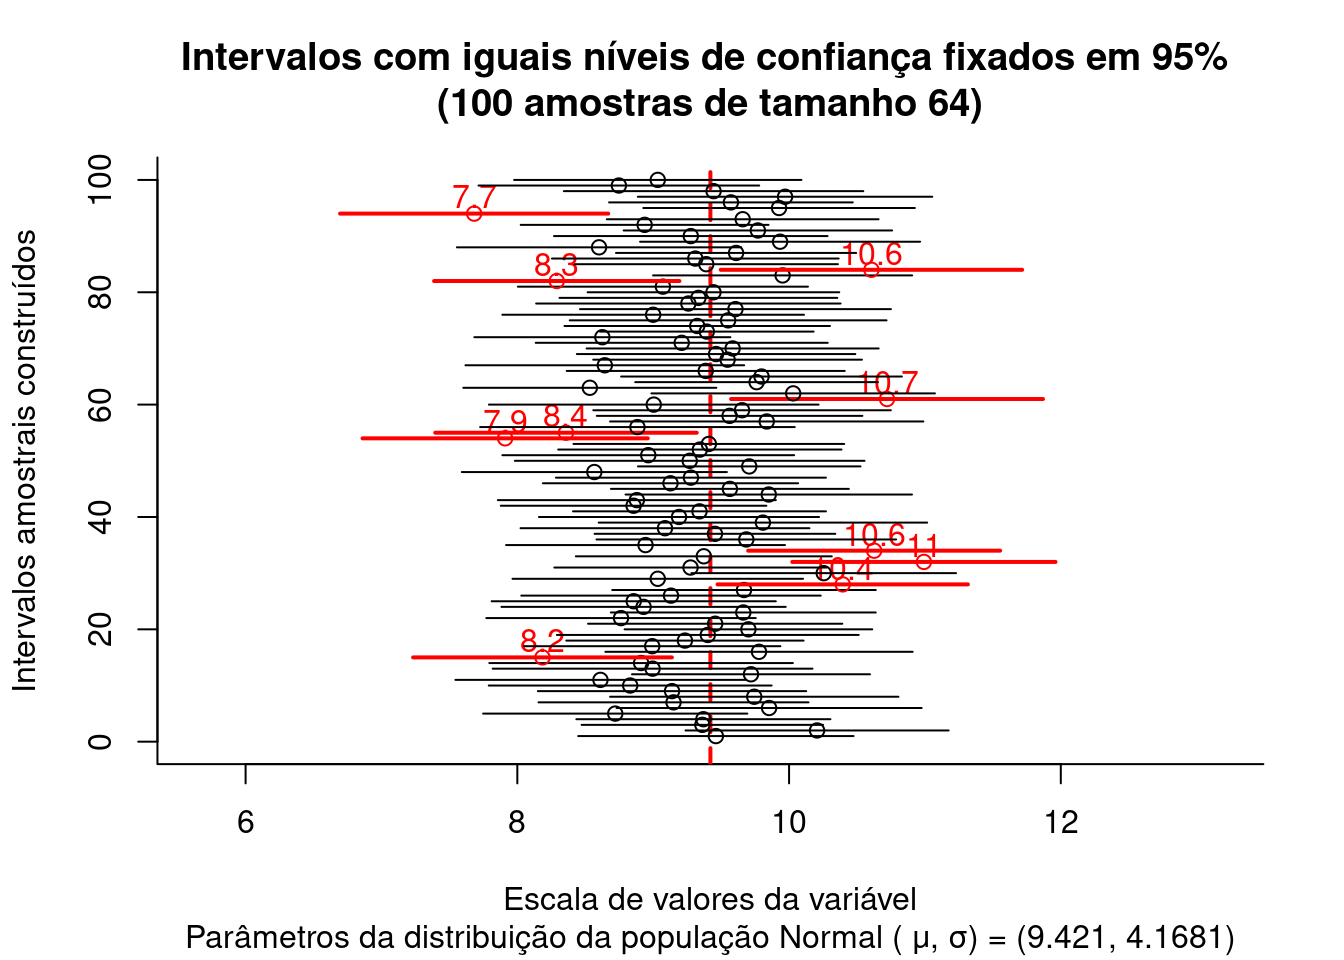 Intervalos com iguais níveis de confiança fixados em 95%
(100 amostras de tamanho 64)
Intervalos amostrais construídos
100
80
60
40
20
0
7.7
10.6
8.3
10.7
8.4
7.9
10.6
11
10.4
8.2
6 8 10 12
Escala de valores da variável
Parâmetros da distribuição da população Normal ( μ, σ) = (9.421, 4.1681)